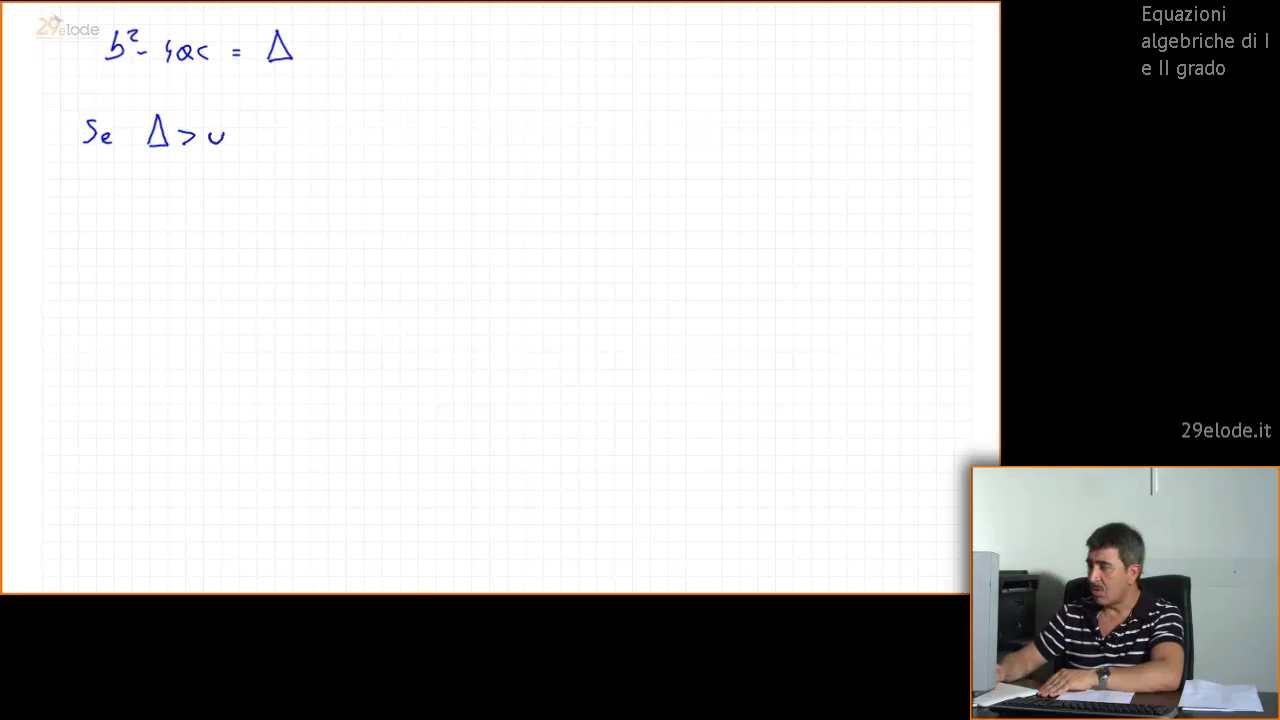 29elode
b² - 4ac = Δ
Se Δ > 0
Equazioni
algebriche di I
e II grado
29elode.it